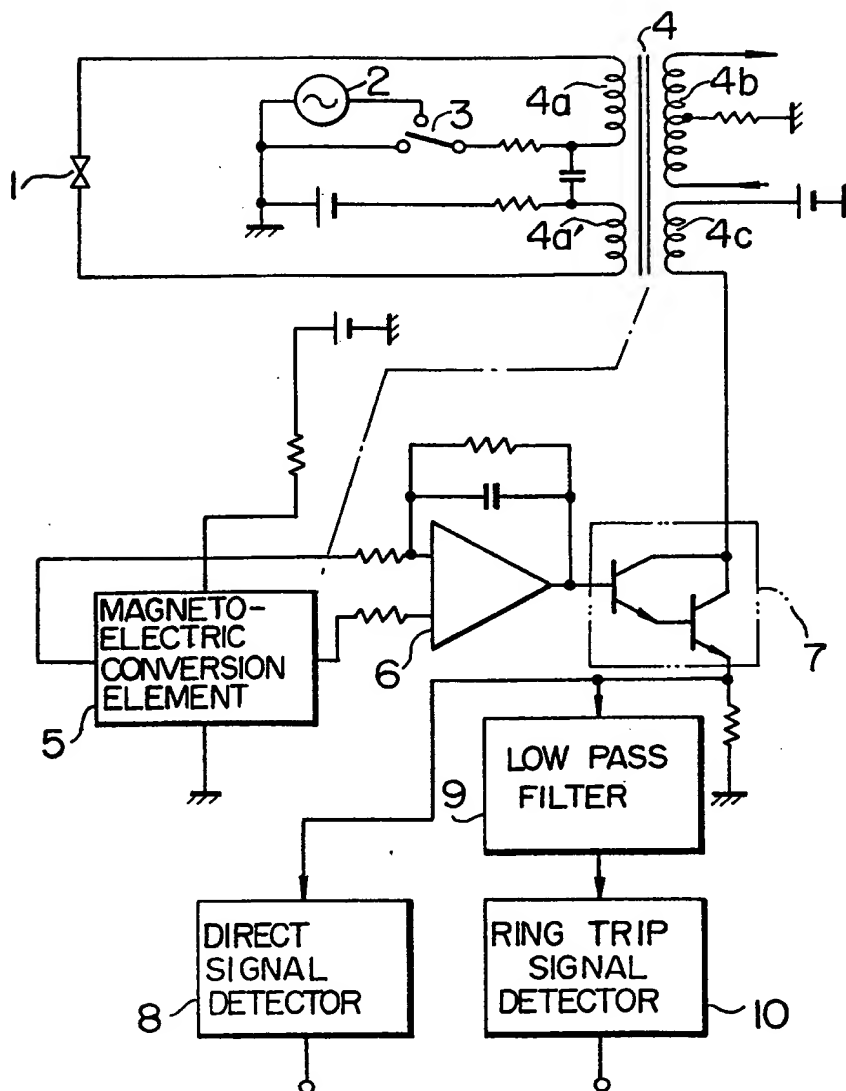 4
2
4a
4b
3
1
4a'
4c
MAGNETO-
ELECTRIC
CONVERSION
ELEMENT
5
6
7
LOW PASS
FILTER
9
DIRECT
SIGNAL
DETECTOR
8
RING TRIP
SIGNAL
DETECTOR
10